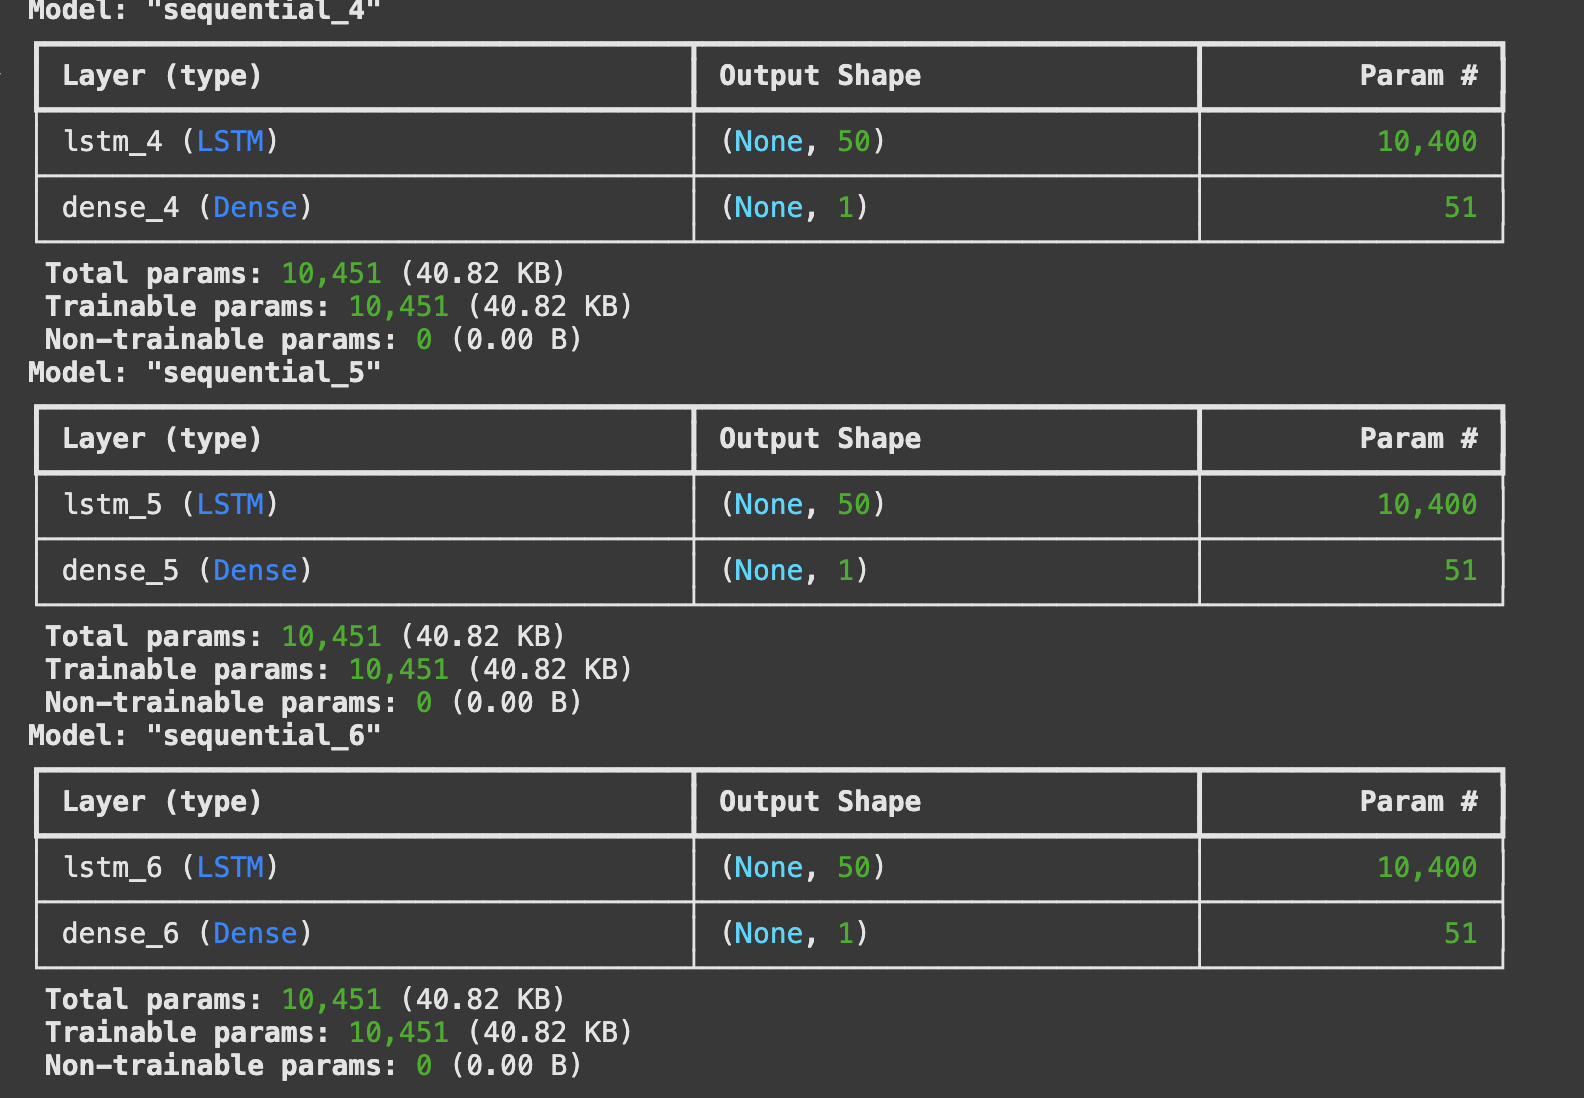 Model: "sequential_4"
Layer (type) Output Shape Param #
lstm_4 (LSTM) (None, 50) 10,400
dense_4 (Dense) (None, 1) 51
Total params: 10,451 (40.82 KB)
Trainable params: 10,451 (40.82 KB)
Non-trainable params: 0 (0.00 B)
Model: "sequential_5"
Layer (type) Output Shape Param #
lstm_5 (LSTM) (None, 50) 10,400
dense_5 (Dense) (None, 1) 51
Total params: 10,451 (40.82 KB)
Trainable params: 10,451 (40.82 KB)
Non-trainable params: 0 (0.00 B)
Model: "sequential_6"
Layer (type) Output Shape Param #
lstm_6 (LSTM) (None, 50) 10,400
dense_6 (Dense) (None, 1) 51
Total params: 10,451 (40.82 KB)
Trainable params: 10,451 (40.82 KB)
Non-trainable params: 0 (0.00 B)